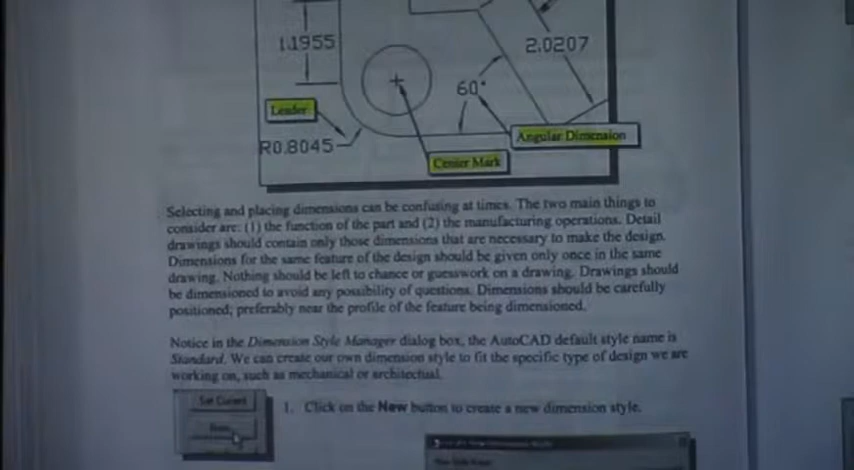 1.1955
2.0207
60°
Leader
Angular Dimension
R0.8045
Center Mark
Selecting and placing dimensions can be confusing at times. The two main things to
consider are: (1) the function of the part and (2) the manufacturing operations. Detail
drawings should contain only those dimensions that are necessary to make the design.
Dimensions for the same feature of the design should be given only once in the same
drawing. Nothing should be left to chance or guesswork on a drawing. Drawings should
be dimensioned to avoid any possibility of questions. Dimensions should be carefully
positioned; preferably near the profile of the feature being dimensioned.
Notice in the Dimension Style Manager dialog box, the AutoCAD default style name is
Standard. We can create our own dimension style to fit the specific type of design we are
working on, such as mechanical or architectural.
Set Current
New...
1. Click on the New button to create a new dimension style.